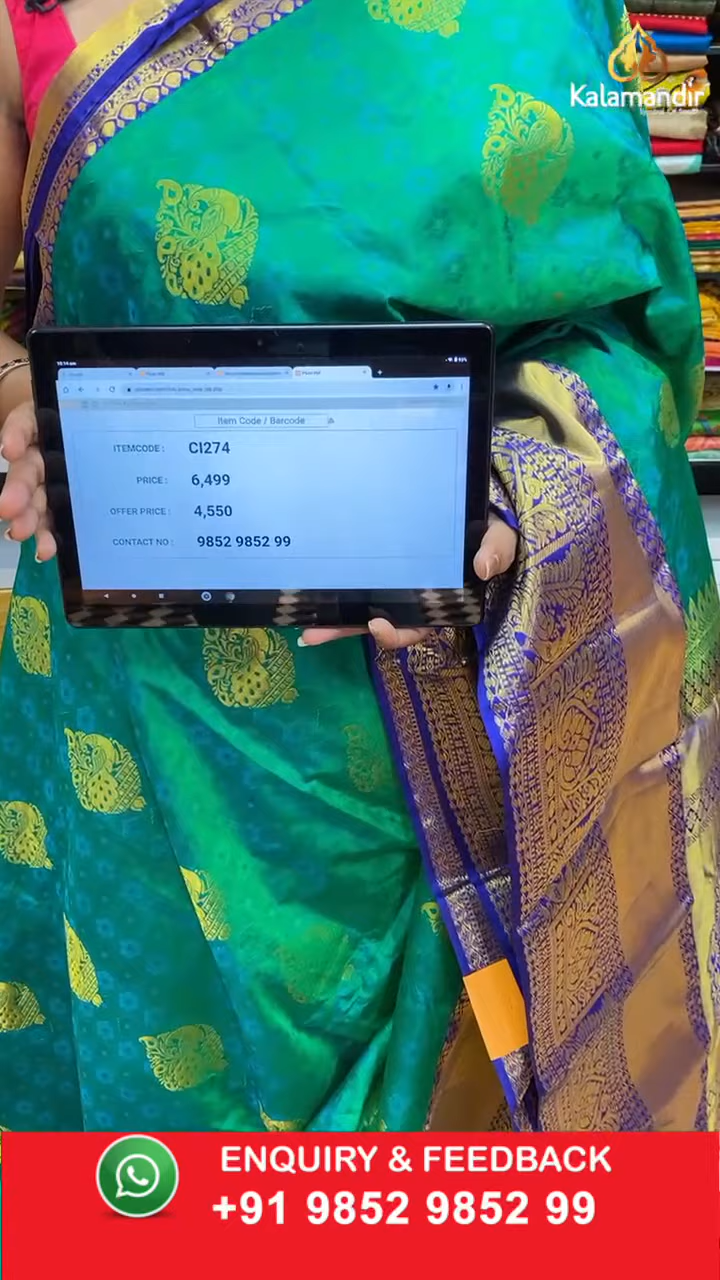 Kalamandir
Item Code / Barcode
ITEMCODE : CI274
PRICE : 6,499
OFFER PRICE : 4,550
CONTACT NO : 9852 9852 99
ENQUIRY & FEEDBACK
+91 9852 9852 99